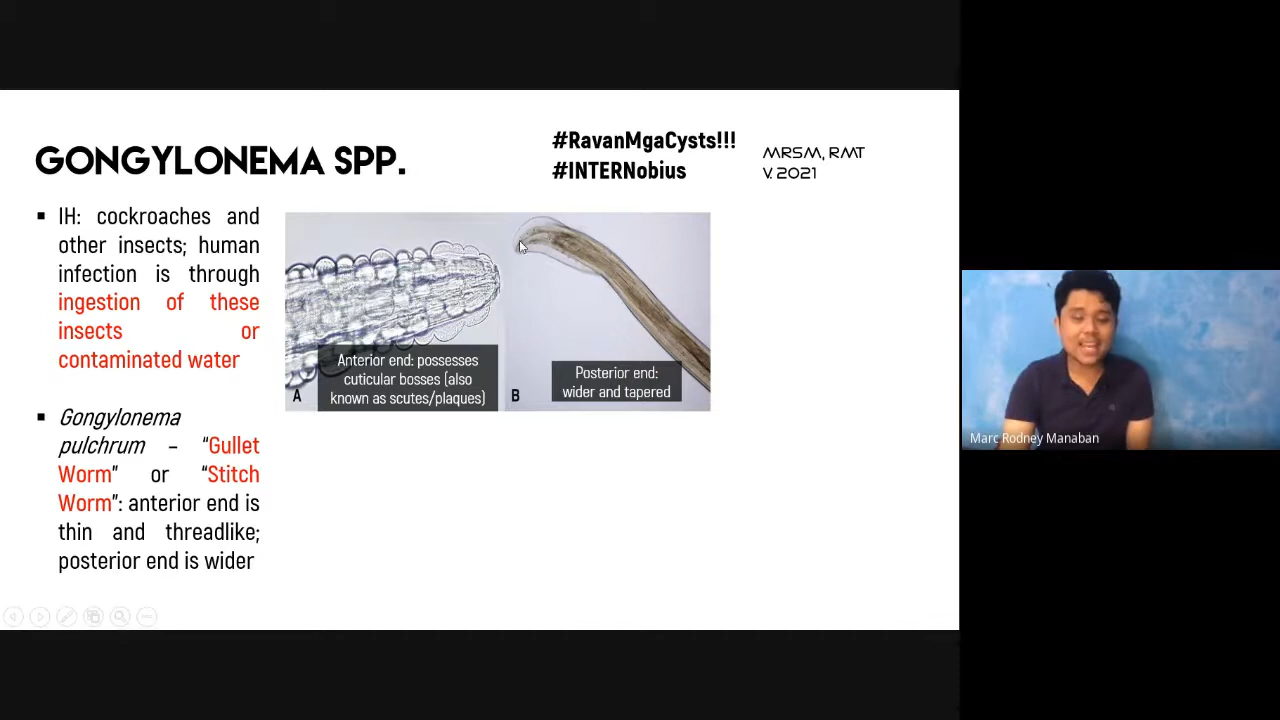 GONGYLONEMA SPP.
#RavanMgaCysts!!!
#INTERNobius
MRSM, RMT
V. 2021
▪ IH: cockroaches and
other insects; human
infection is through
ingestion of these
insects or
contaminated water
▪ Gongylonema
pulchrum – “Gullet
Worm” or “Stitch
Worm”: anterior end is
thin and threadlike;
posterior end is wider
A
Anterior end: possesses
cuticular bosses (also
known as scutes/plaques)
B
Posterior end:
wider and tapered
Marc Rodney Manaban